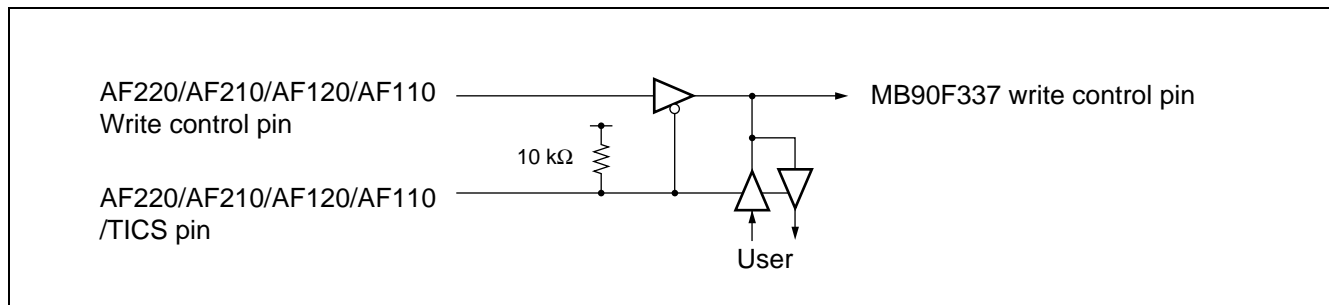 AF220/AF210/AF120/AF110
Write control pin
MB90F337 write control pin
10 kΩ
AF220/AF210/AF120/AF110
/TICS pin
User